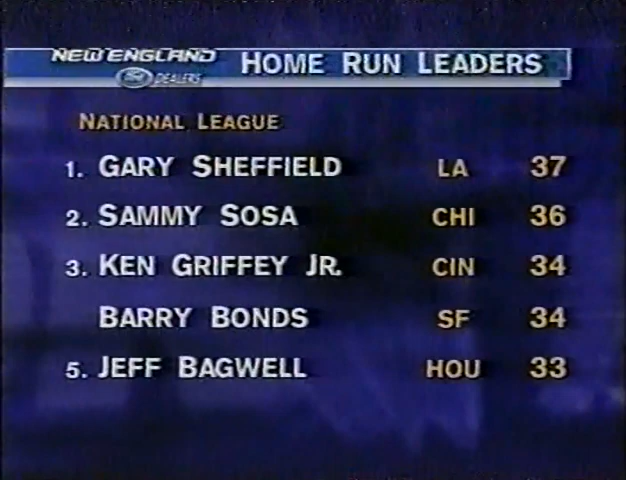 NEW ENGLAND
Ford DEALERS
HOME RUN LEADERS
NATIONAL LEAGUE
1. GARY SHEFFIELD LA 37
2. SAMMY SOSA CHI 36
3. KEN GRIFFEY JR. CIN 34
BARRY BONDS SF 34
5. JEFF BAGWELL HOU 33